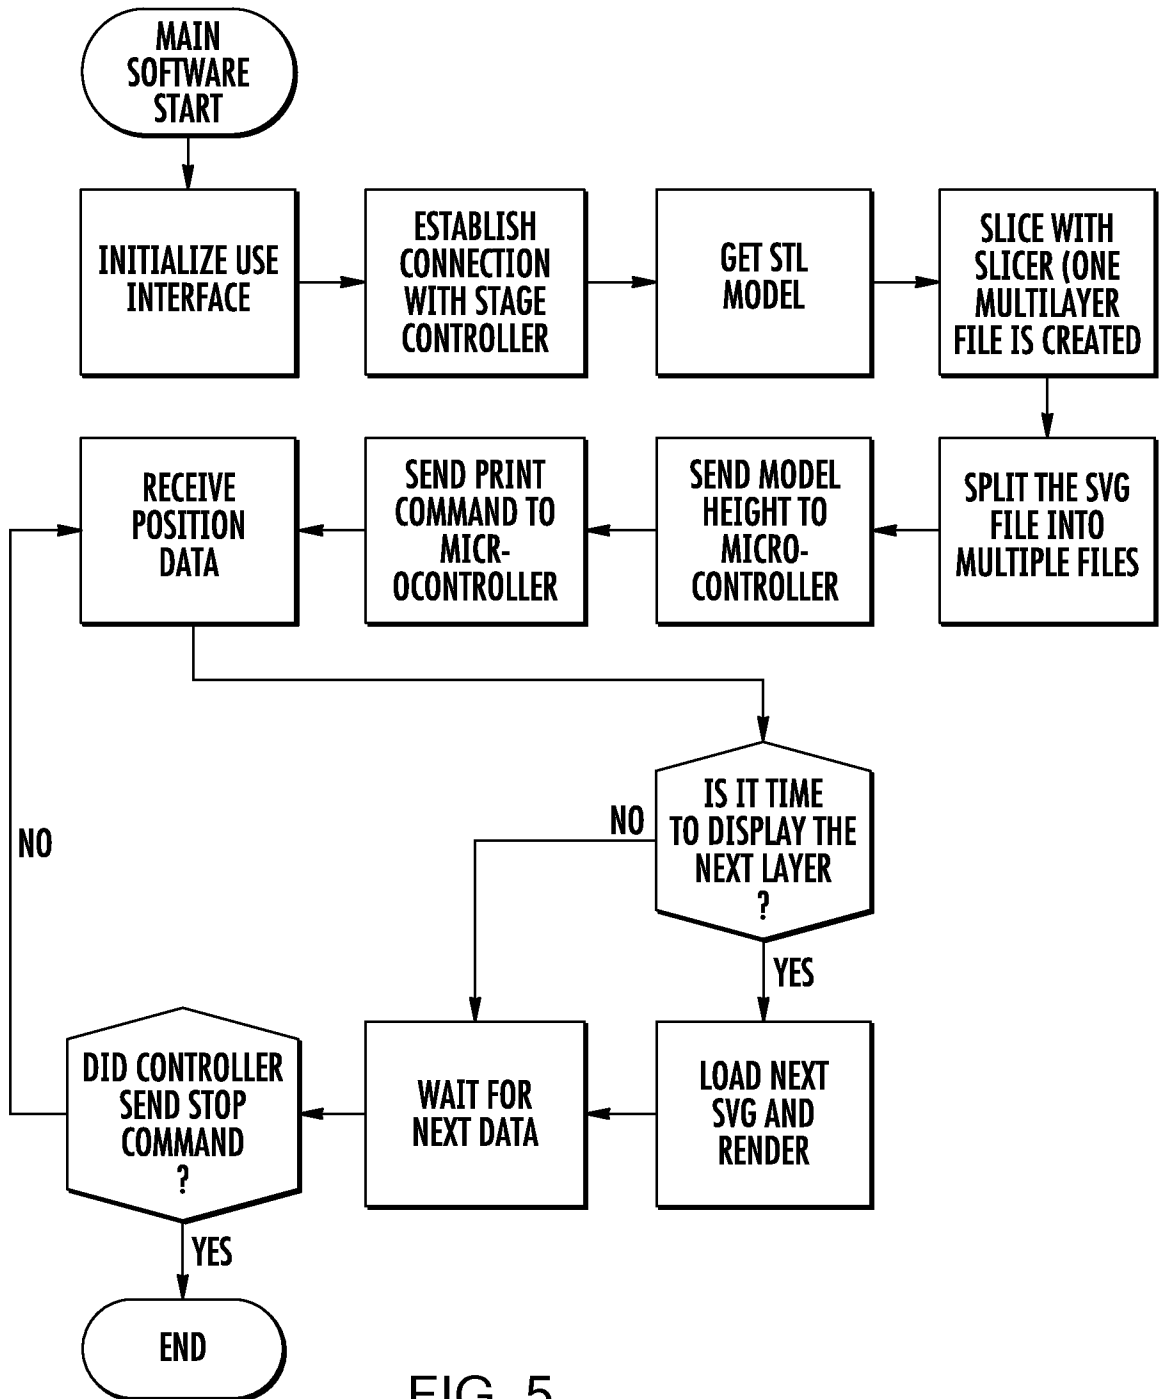 MAIN
SOFTWARE
START
INITIALIZE USE
INTERFACE
ESTABLISH
CONNECTION
WITH STAGE
CONTROLLER
GET STL
MODEL
SLICE WITH
SLICER (ONE
MULTILAYER
FILE IS CREATED
SPLIT THE SVG
FILE INTO
MULTIPLE FILES
SEND MODEL
HEIGHT TO
MICRO-
CONTROLLER
SEND PRINT
COMMAND TO
MICR-
OCONTROLLER
RECEIVE
POSITION
DATA
IS IT TIME
TO DISPLAY THE
NEXT LAYER
?
NO
YES
LOAD NEXT
SVG AND
RENDER
WAIT FOR
NEXT DATA
DID CONTROLLER
SEND STOP
COMMAND
?
NO
YES
END
FIG. 5